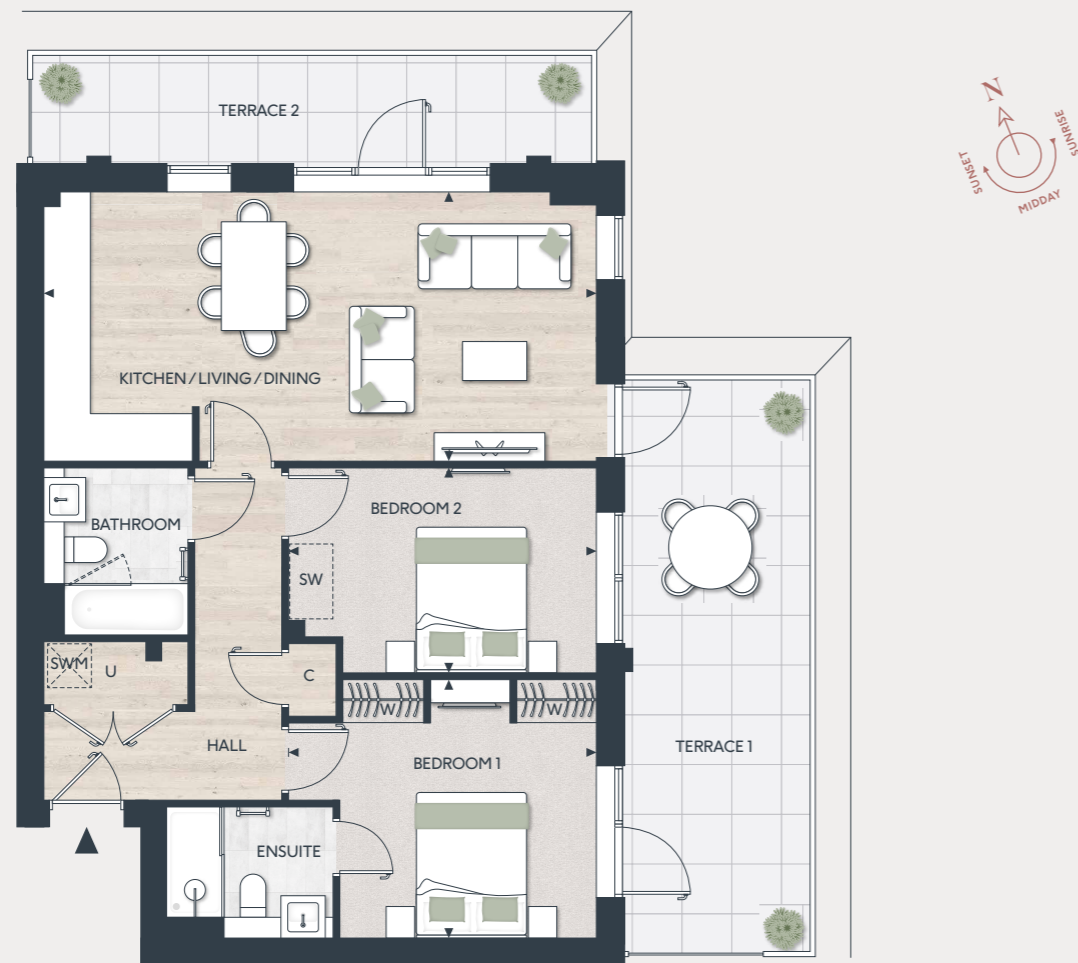 TERRACE 2
N
SUNRISE
SUNSET
MIDDAY
KITCHEN / LIVING / DINING
BEDROOM 2
BATHROOM
SW
SWM
U
C
W
W
HALL
BEDROOM 1
TERRACE 1
ENSUITE